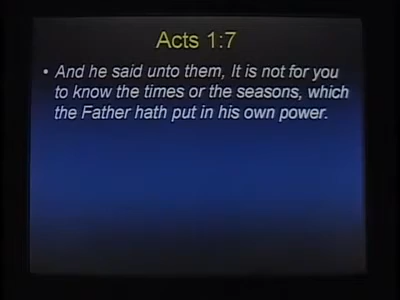 Acts 1:7
• And he said unto them, It is not for you
to know the times or the seasons, which
the Father hath put in his own power.